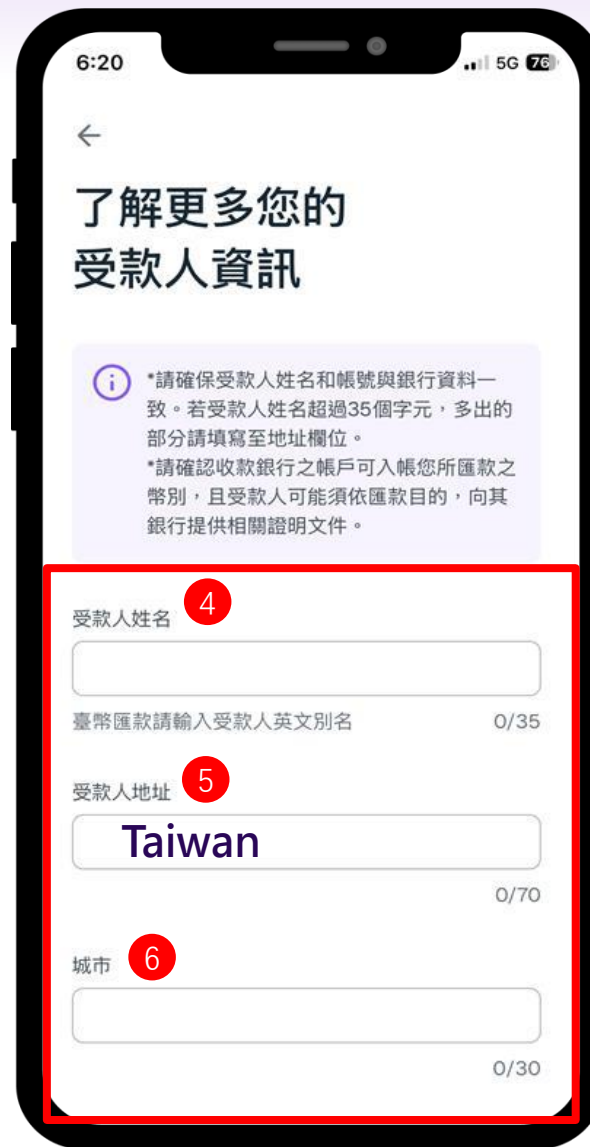 6:20
5G 76
了解更多您的
受款人資訊
*請確保受款人姓名和帳號與銀行資料一
致。若受款人姓名超過35個字元，多出的
部分請填寫至地址欄位。
*請確認收款銀行之帳戶可入帳您所匯款之
幣別，且受款人可能須依匯款目的，向其
銀行提供相關證明文件。
受款人姓名 4
臺幣匯款請輸入受款人英文別名 0/35
受款人地址 5
Taiwan
0/70
城市 6
0/30